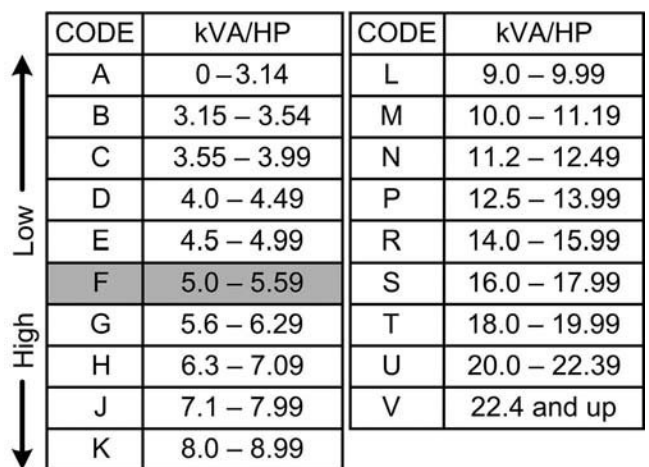 CODE kVA/HP CODE kVA/HP
A 0 – 3.14 L 9.0 – 9.99
B 3.15 – 3.54 M 10.0 – 11.19
C 3.55 – 3.99 N 11.2 – 12.49
D 4.0 – 4.49 P 12.5 – 13.99
Low
E 4.5 – 4.99 R 14.0 – 15.99
F 5.0 – 5.59 S 16.0 – 17.99
G 5.6 – 6.29 T 18.0 – 19.99
High
H 6.3 – 7.09 U 20.0 – 22.39
J 7.1 – 7.99 V 22.4 and up
K 8.0 – 8.99